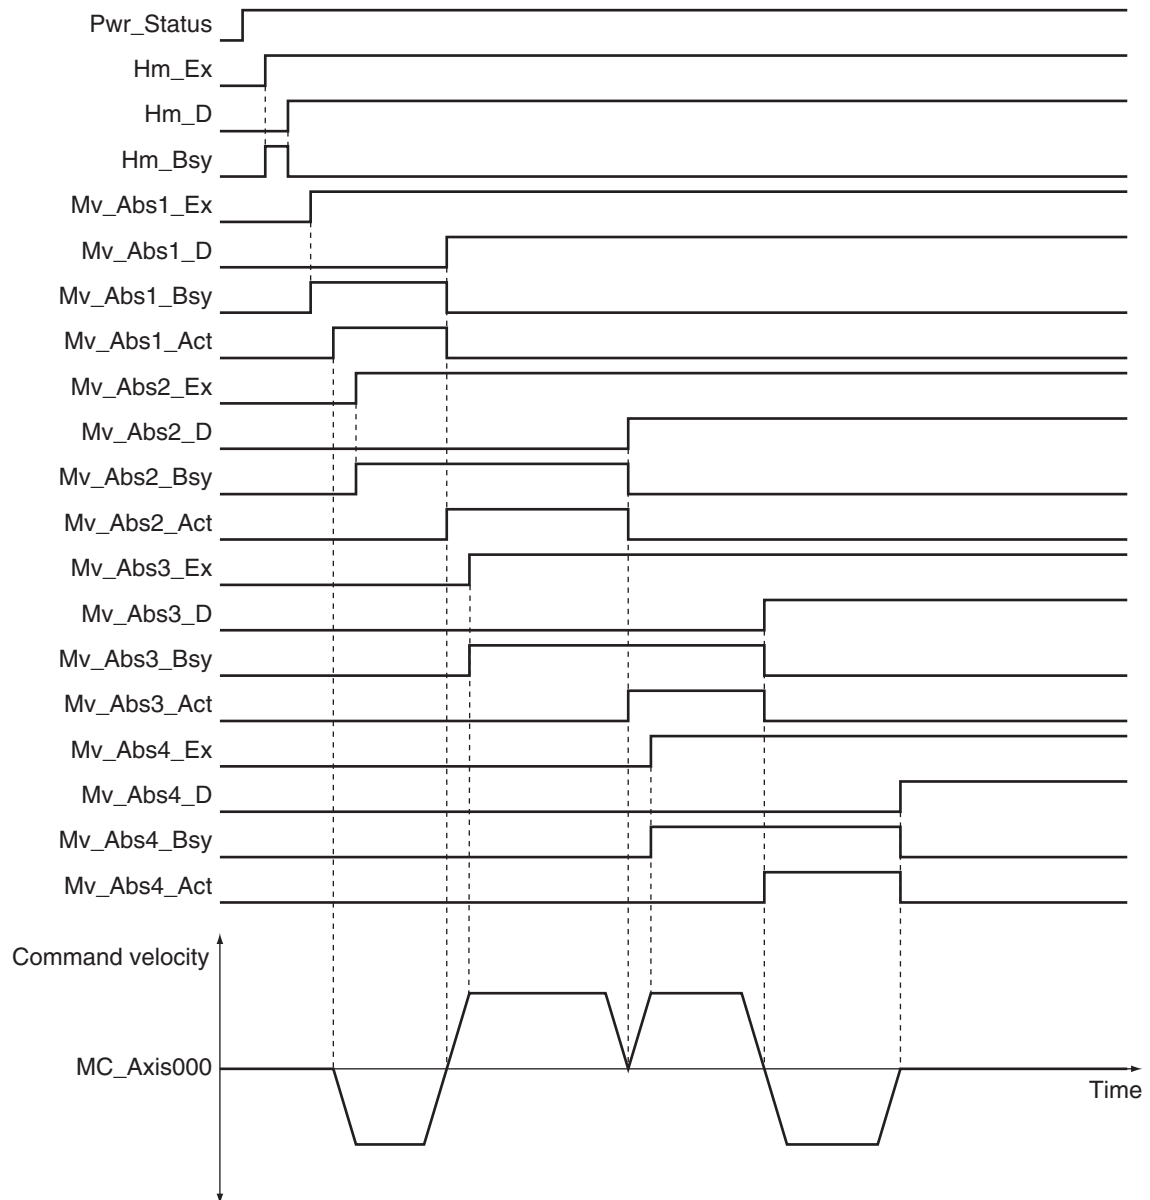 Pwr_Status
Hm_Ex
Hm_D
Hm_Bsy
Mv_Abs1_Ex
Mv_Abs1_D
Mv_Abs1_Bsy
Mv_Abs1_Act
Mv_Abs2_Ex
Mv_Abs2_D
Mv_Abs2_Bsy
Mv_Abs2_Act
Mv_Abs3_Ex
Mv_Abs3_D
Mv_Abs3_Bsy
Mv_Abs3_Act
Mv_Abs4_Ex
Mv_Abs4_D
Mv_Abs4_Bsy
Mv_Abs4_Act
Command velocity
MC_Axis000
Time